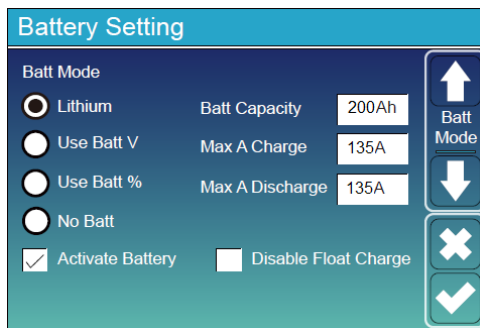 Battery Setting
Batt Mode
Lithium
Batt Capacity 200Ah
Batt
Mode
Use Batt V
Max A Charge 135A
Use Batt %
Max A Discharge 135A
No Batt
Activate Battery
Disable Float Charge